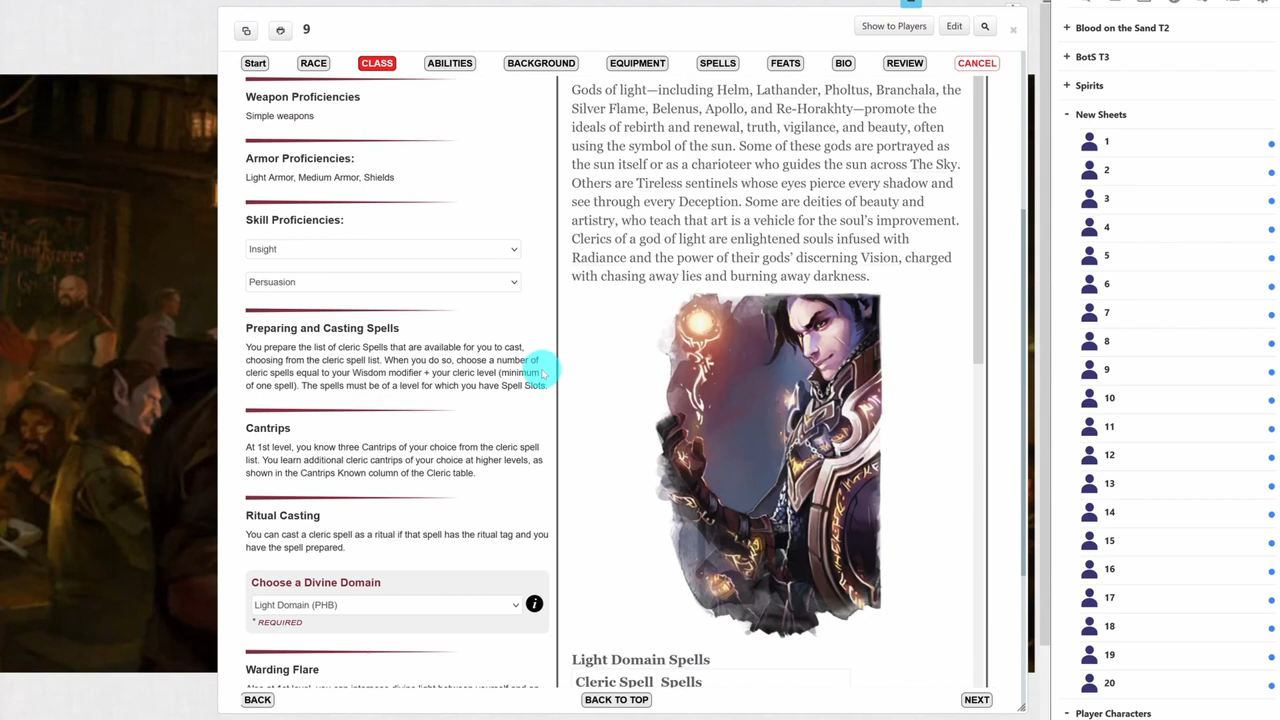 9
Show to Players
Edit
Start
RACE
CLASS
ABILITIES
BACKGROUND
EQUIPMENT
SPELLS
FEATS
BIO
REVIEW
CANCEL
Weapon Proficiencies
Simple weapons
Armor Proficiencies:
Light Armor, Medium Armor, Shields
Skill Proficiencies:
Insight
Persuasion
Preparing and Casting Spells
You prepare the list of cleric Spells that are available for you to cast,
choosing from the cleric spell list. When you do so, choose a number of
cleric spells equal to your Wisdom modifier + your cleric level (minimum
of one spell). The spells must be of a level for which you have Spell Slots.
Cantrips
At 1st level, you know three Cantrips of your choice from the cleric spell
list. You learn additional cleric cantrips of your choice at higher levels, as
shown in the Cantrips Known column of the Cleric table.
Ritual Casting
You can cast a cleric spell as a ritual if that spell has the ritual tag and you
have the spell prepared.
Choose a Divine Domain
Light Domain (PHB)
i
* REQUIRED
Warding Flare
Gods of light—including Helm, Lathander, Pholtus, Branchala, the
Silver Flame, Belenus, Apollo, and Re-Horakhty—promote the
ideals of rebirth and renewal, truth, vigilance, and beauty, often
using the symbol of the sun. Some of these gods are portrayed as
the sun itself or as a charioteer who guides the sun across The Sky.
Others are Tireless sentinels whose eyes pierce every shadow and
see through every Deception. Some are deities of beauty and
artistry, who teach that art is a vehicle for the soul's improvement.
Clerics of a god of light are enlightened souls infused with
Radiance and the power of their gods' discerning Vision, charged
with chasing away lies and burning away darkness.
Light Domain Spells
Cleric Spell Spells
BACK
BACK TO TOP
NEXT
+ Blood on the Sand T2
+ BotS T3
+ Spirits
- New Sheets
1
2
3
4
5
6
7
8
9
10
11
12
13
14
15
16
17
18
19
20
- Player Characters